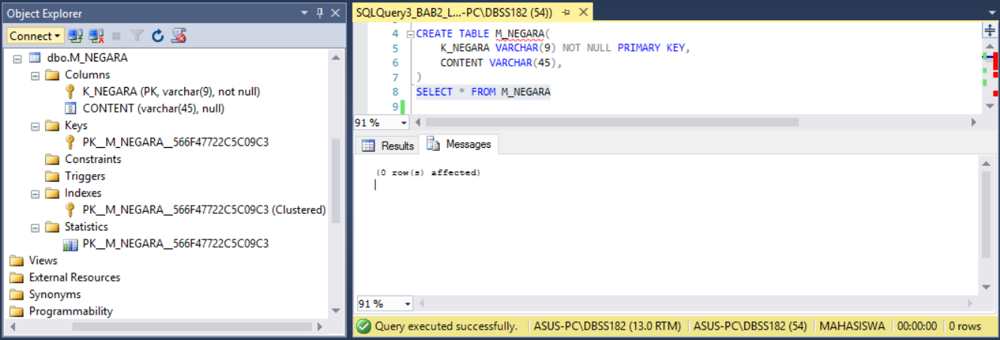 Object Explorer
Connect
dbo.M_NEGARA
Columns
K_NEGARA (PK, varchar(9), not null)
CONTENT (varchar(45), null)
Keys
PK__M_NEGARA__566F47722C5C09C3
Constraints
Triggers
Indexes
PK__M_NEGARA__566F47722C5C09C3 (Clustered)
Statistics
PK__M_NEGARA__566F47722C5C09C3
Views
External Resources
Synonyms
Programmability
SQLQuery3_BAB2_L...-PC\DBSS182 (54))
4 CREATE TABLE M_NEGARA(
5 K_NEGARA VARCHAR(9) NOT NULL PRIMARY KEY,
6 CONTENT VARCHAR(45),
7 )
8 SELECT * FROM M_NEGARA
9
91 %
Results Messages
(0 row(s) affected)
91 %
Query executed successfully. ASUS-PC\DBSS182 (13.0 RTM) ASUS-PC\DBSS182 (54) MAHASISWA 00:00:00 0 rows